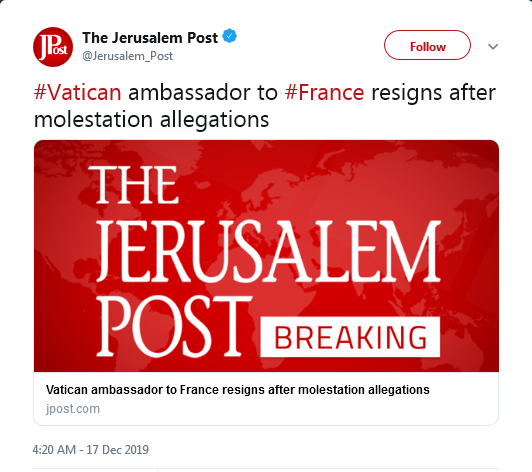 JPost
The Jerusalem Post
@Jerusalem_Post
Follow
#Vatican ambassador to #France resigns after
molestation allegations
THE
JERUSALEM
POST
BREAKING
Vatican ambassador to France resigns after molestation allegations
jpost.com
4:20 AM - 17 Dec 2019